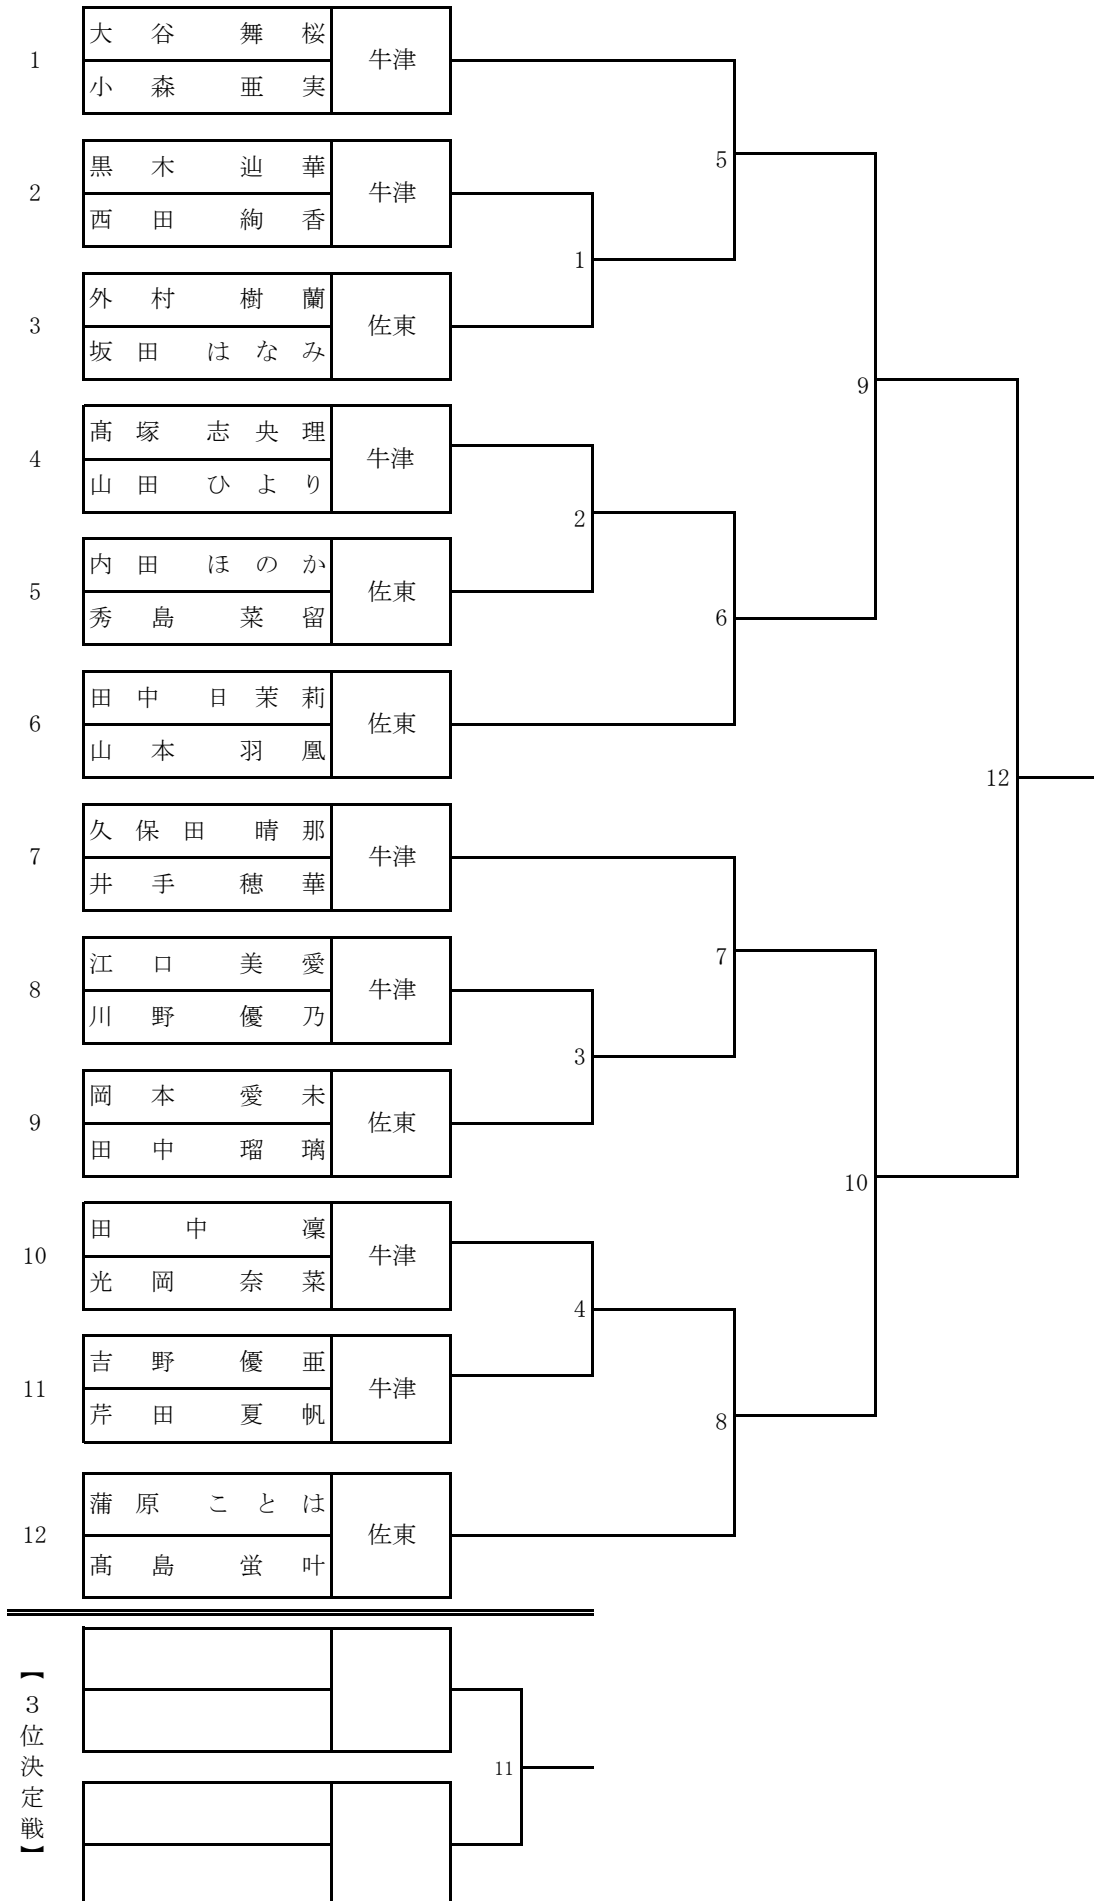 1 大谷 舞桜 牛津
小森 亜実
2 黒木 辿華 牛津
西田 絢香
1
5
3 外村 樹蘭 佐東
坂田 はなみ
9
4 髙塚 志央理 牛津
山田 ひより
2
5 内田 ほのか 佐東
秀島 菜留
6
6 田中 日茉莉 佐東
山本 羽凰
12
7 久保田 晴那 牛津
井手 穂華
7
8 江口 美愛 牛津
川野 優乃
3
9 岡本 愛未 佐東
田中 瑠璃
10
10 田中 凜 牛津
光岡 奈菜
4
11 吉野 優亜 牛津
芹田 夏帆
8
12 蒲原 ことは 佐東
髙島 蛍叶
【3位決定戦】
11